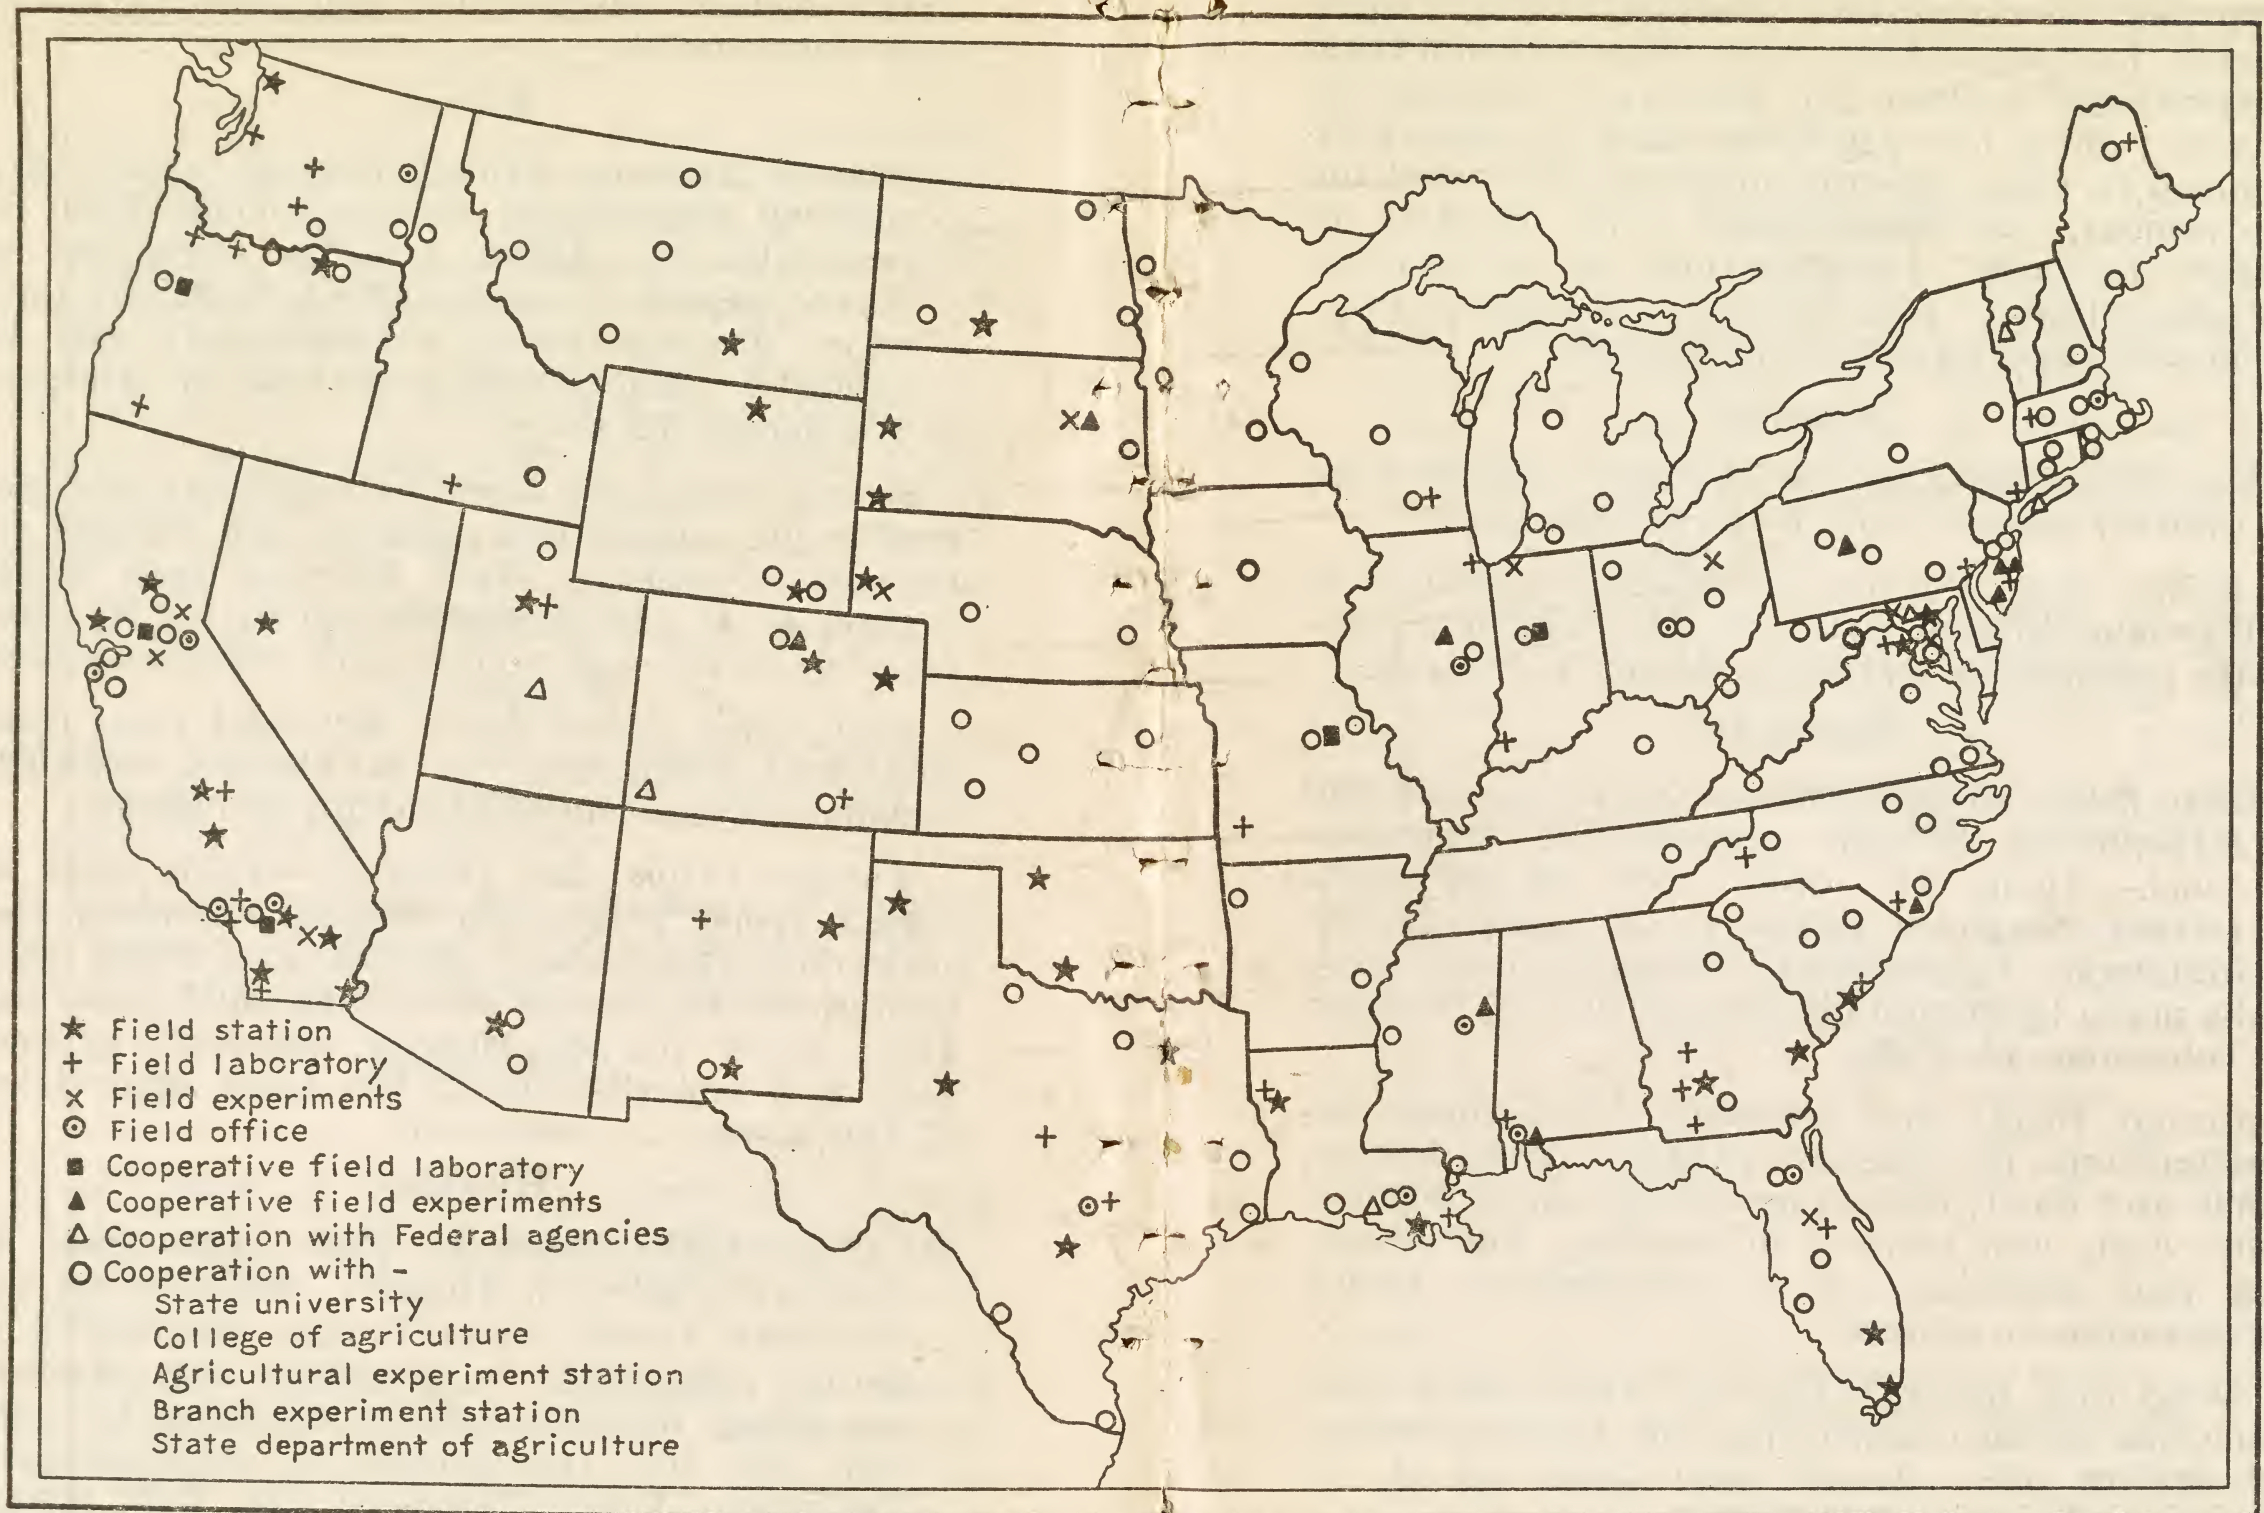 Field station
Field laboratory
Field experiments
Field office
Cooperative field laboratory
Cooperative field experiments
Cooperation with Federal agencies
Cooperation with -
State university
College of agriculture
Agricultural experiment station
Branch experiment station
State department of agriculture